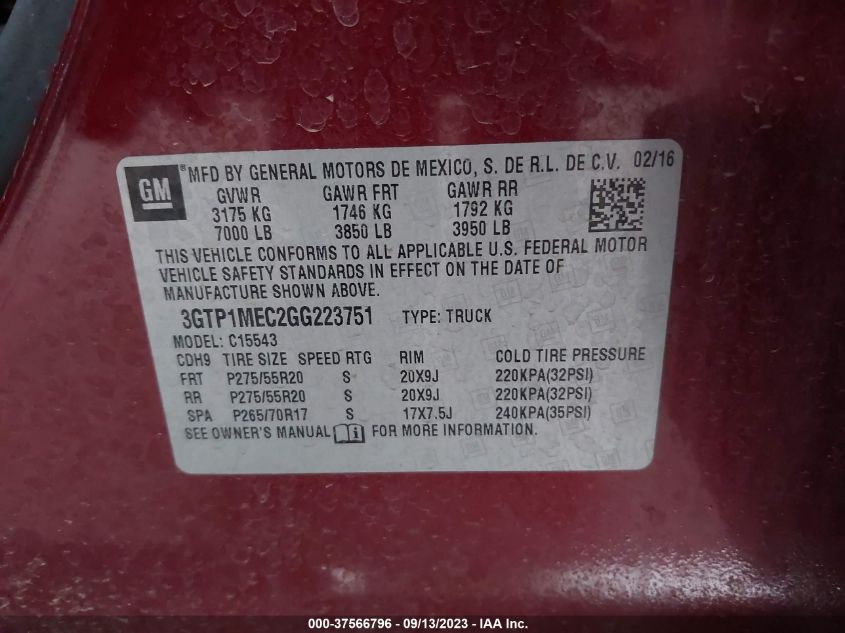 GM
®MFD BY GENERAL MOTORS DE MEXICO, S. DE R.L. DE C.V. 02/16
GVWR GAWR FRT GAWR RR
3175 KG 1746 KG 1792 KG
7000 LB 3850 LB 3950 LB
THIS VEHICLE CONFORMS TO ALL APPLICABLE U.S. FEDERAL MOTOR
VEHICLE SAFETY STANDARDS IN EFFECT ON THE DATE OF
MANUFACTURE SHOWN ABOVE.
3GTP1MEC2GG223751 TYPE: TRUCK
MODEL: C15543
CDH9 TIRE SIZE SPEED RTG RIM COLD TIRE PRESSURE
FRT P275/55R20 S 20X9J 220KPA(32PSI)
RR P275/55R20 S 20X9J 220KPA(32PSI)
SPA P265/70R17 S 17X7.5J 240KPA(35PSI)
SEE OWNER'S MANUAL FOR MORE INFORMATION.
000-37566796 - 09/13/2023 - IAA Inc.